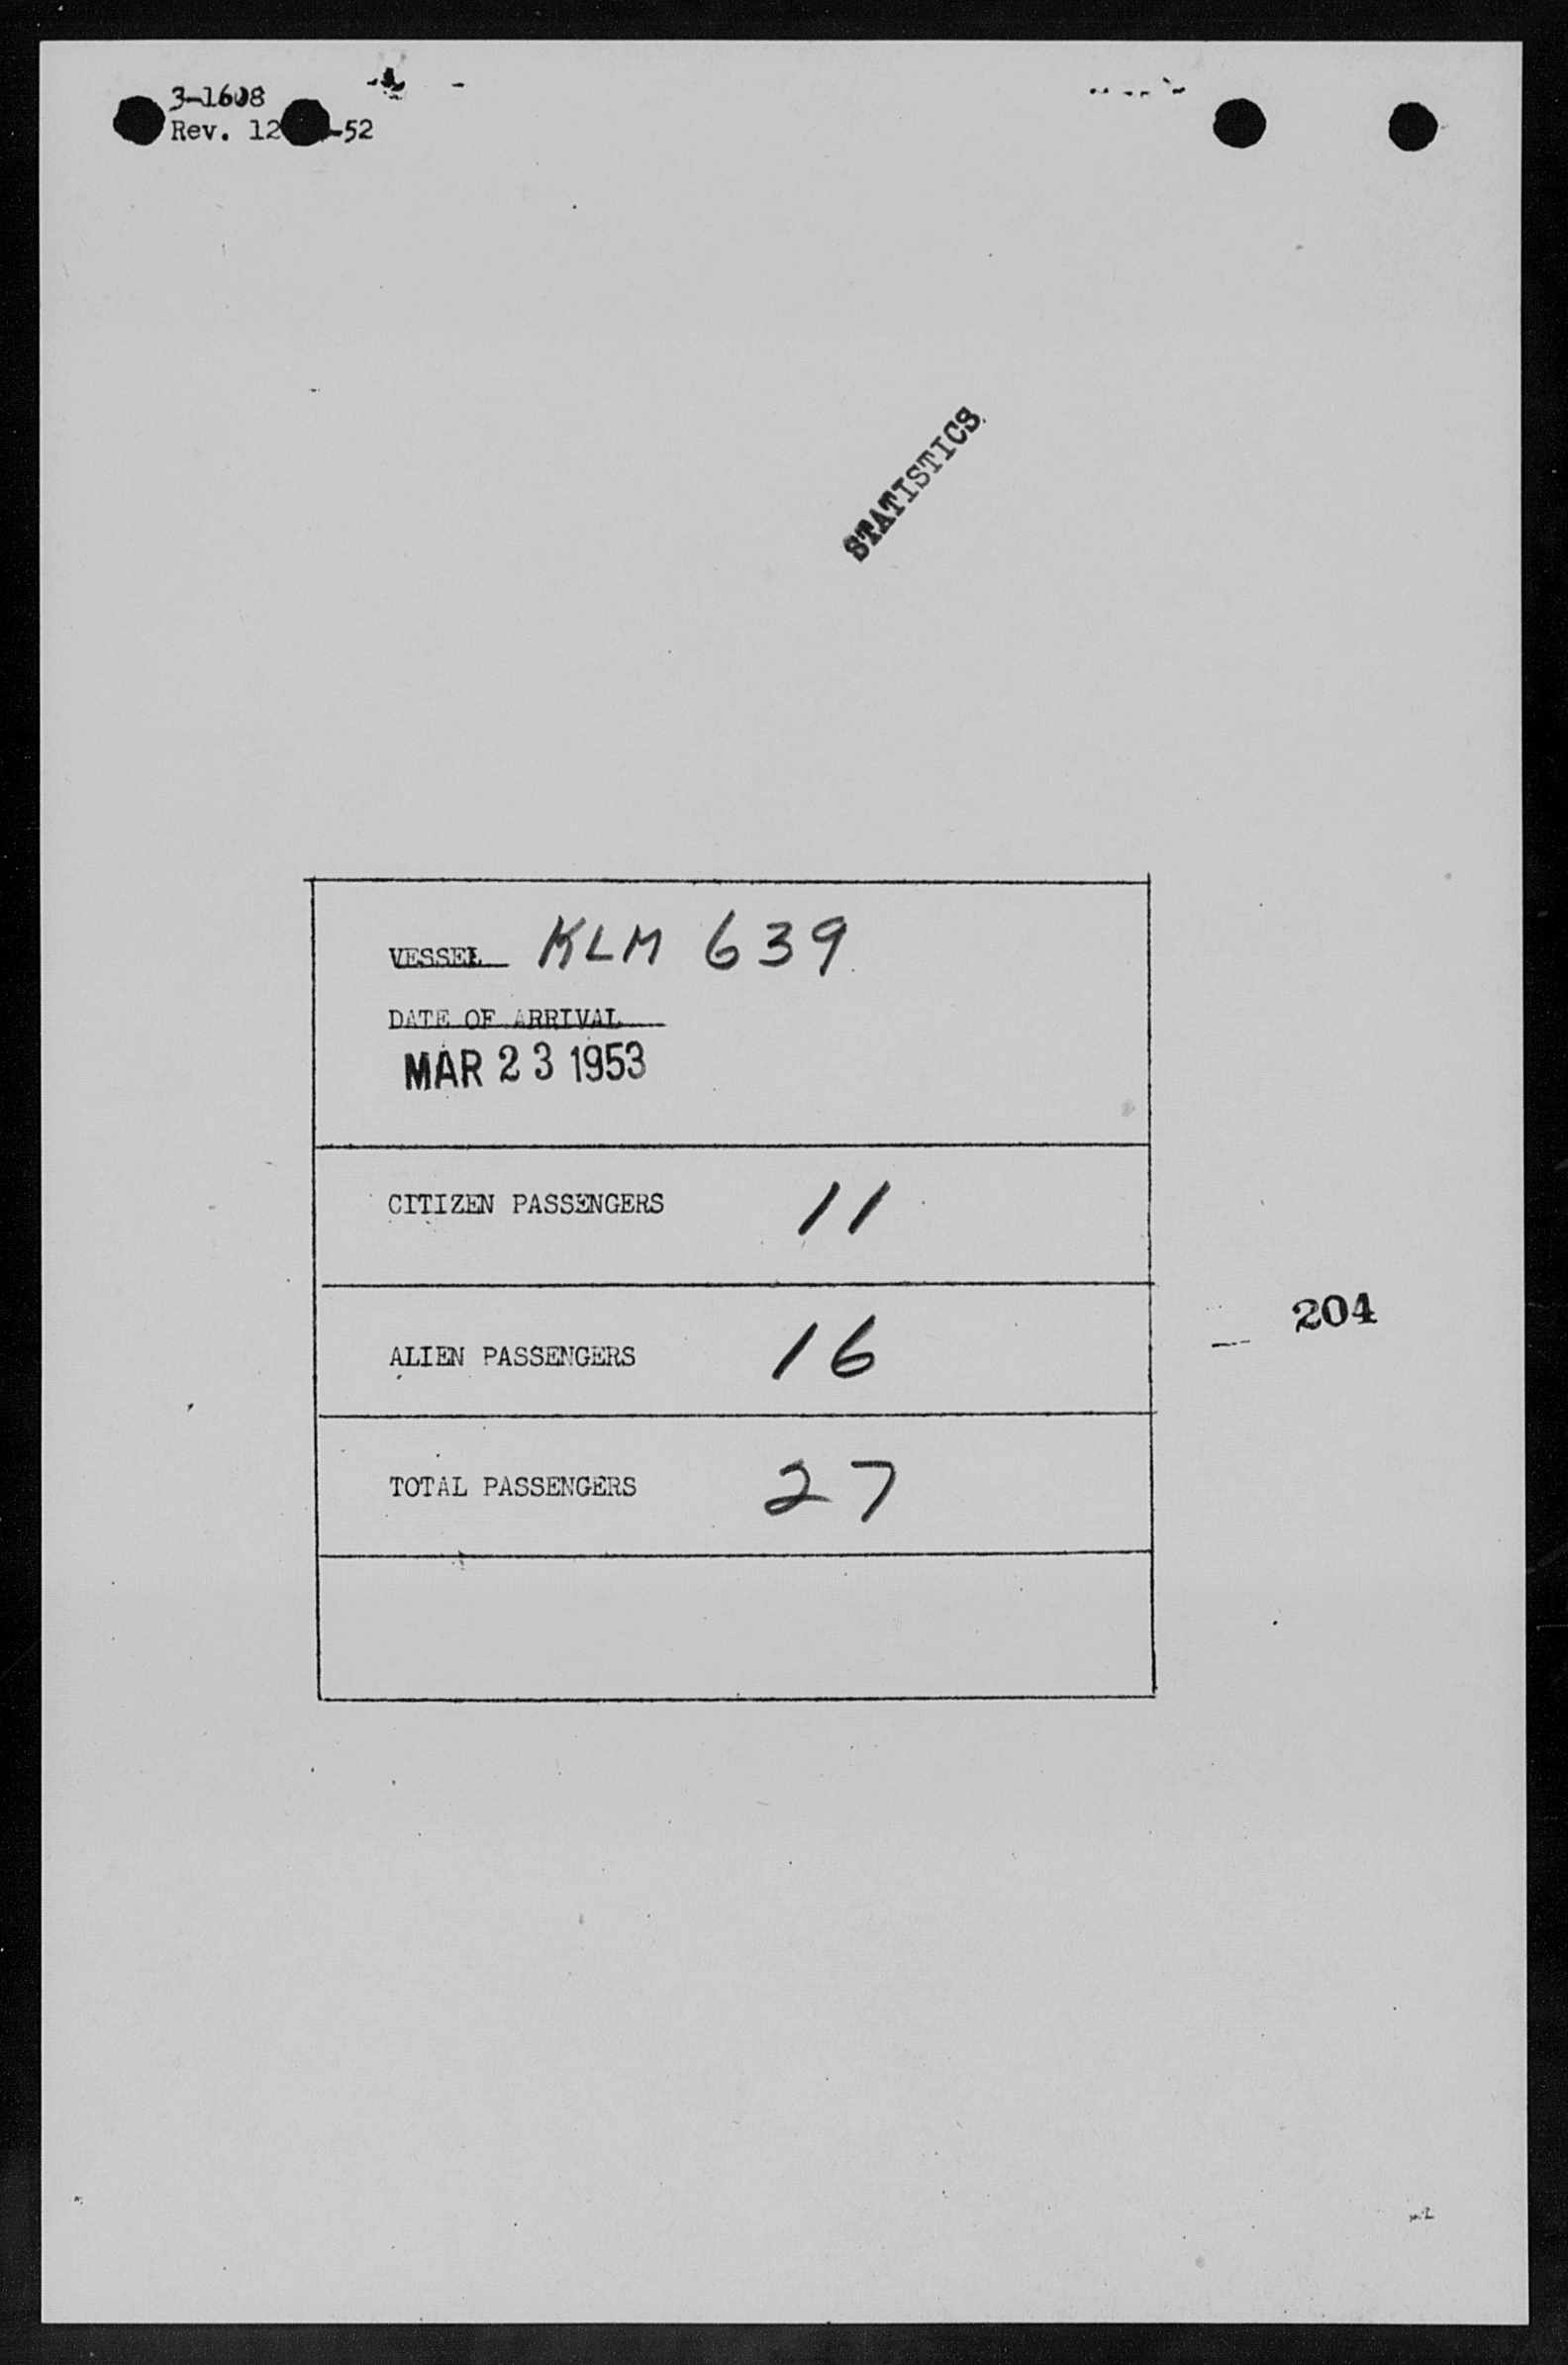 3-1608
Rev. 12 -52
STATISTICS
VESSEL KLM 639
DATE OF ARRIVAL
MAR 23 1953
CITIZEN PASSENGERS 11
204
ALIEN PASSENGERS 16
TOTAL PASSENGERS 27